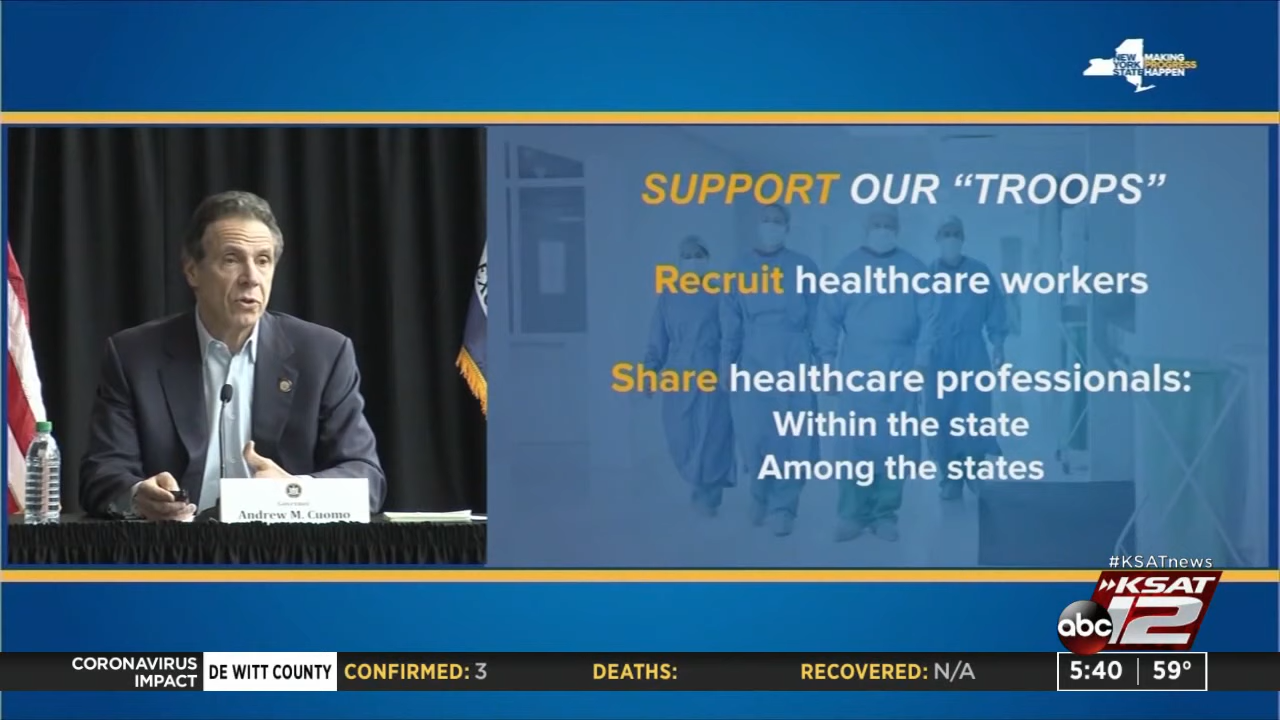 NEW
YORK
STATE
MAKING
PROGRESS
HAPPEN
SUPPORT OUR “TROOPS”
Recruit healthcare workers
Share healthcare professionals:
Within the state
Among the states
Governor
Andrew M. Cuomo
#KSATnews
KSAT
abc 12
CORONAVIRUS
IMPACT
DE WITT COUNTY
CONFIRMED: 3
DEATHS:
RECOVERED: N/A
5:40
59°